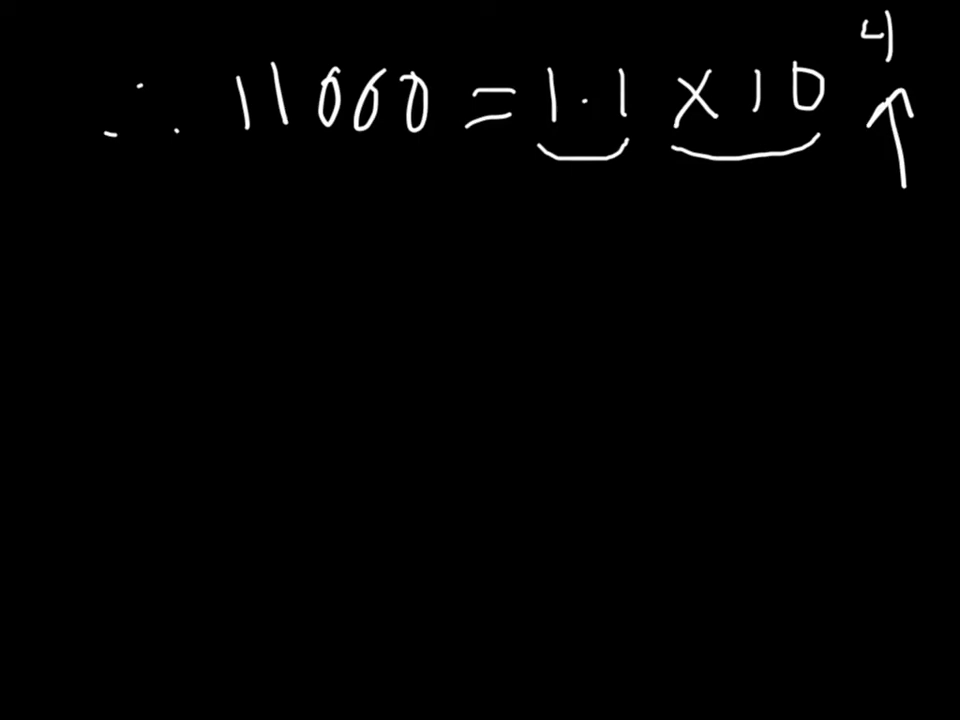 ∴ 11000 = 1.1 × 10⁴